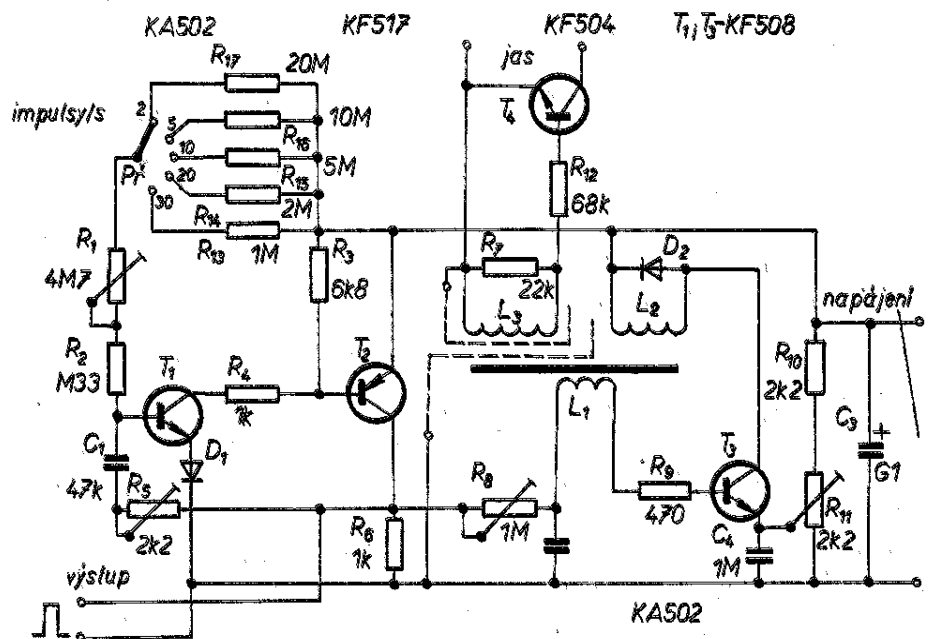 KA502 KF517 KF504 T1, T3-KF508
R17
20M
jas
impulsy/s
2
5
10M
T4
R16
10
5M
Př
20
R15
R12
30
2M
68k
R14
R13
1M
R1
R3
R7
D2
4M7
6k8
22k
L3
L2
napájení
R2
T1
R4
T2
R10
M33
1k
L1
2k2
C1
D1
T3
C3
+
R5
R8
R9
G1
47k
470
R11
2k2
R6
1M
C4
2k2
1k
1M
výstup
KA502